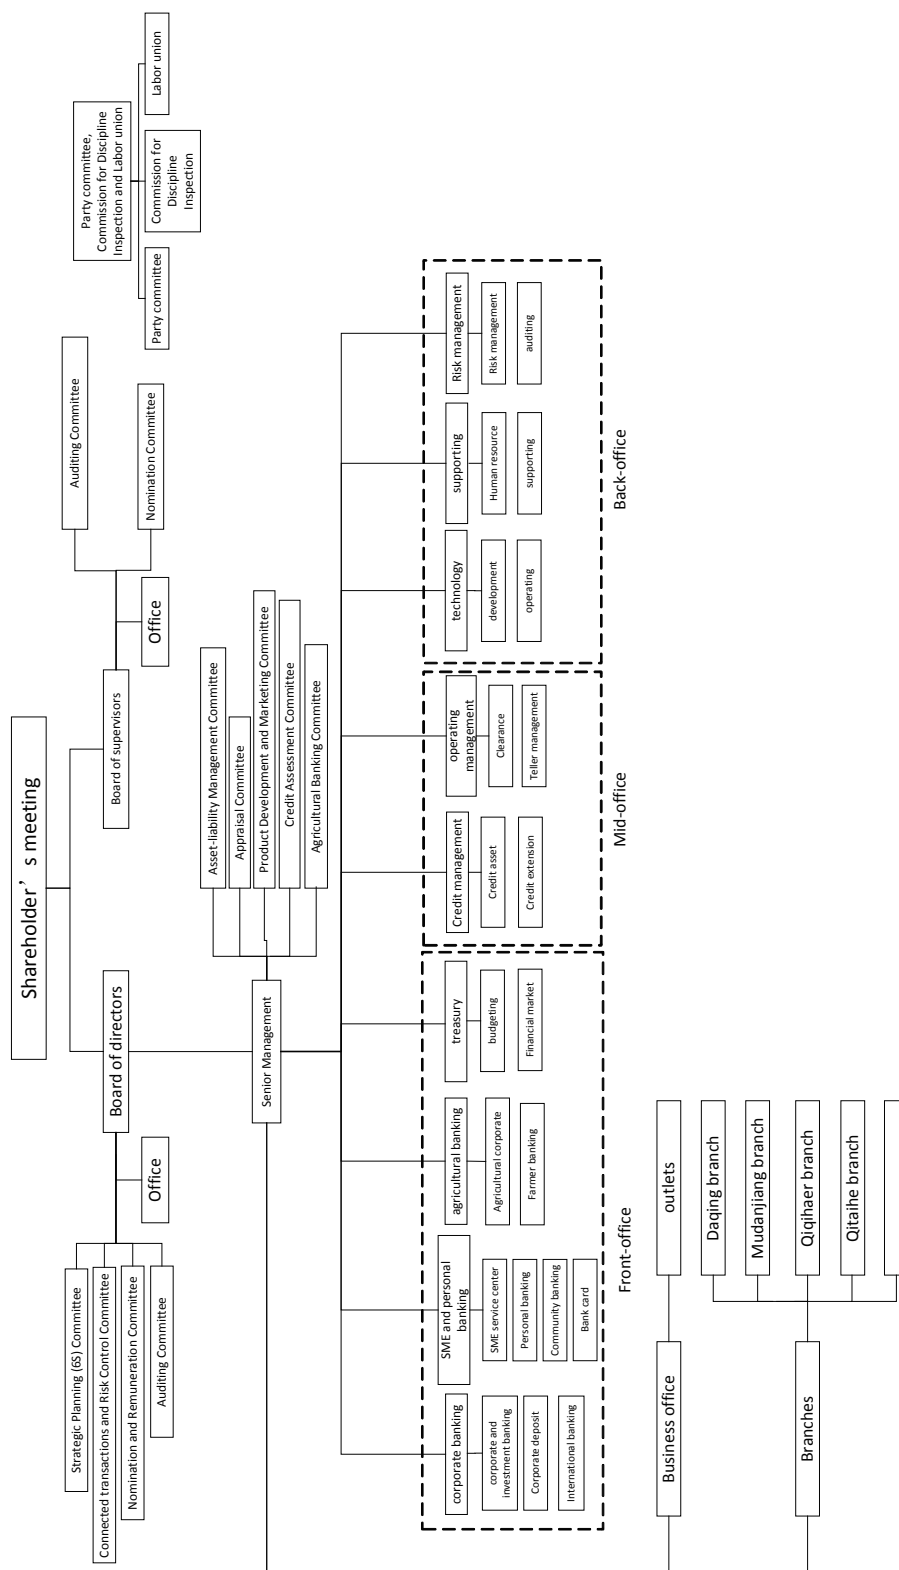 Shareholder’s meeting
Board of directors
Board of supervisors
Strategic Planning (6S) Committee
Connected transactions and Risk Control Committee
Nomination and Remuneration Committee
Auditing Committee
Office
Office
Auditing Committee
Nomination Committee
Party committee,
Commission for Discipline
Inspection and Labor union
Party committee
Commission for
Discipline
Inspection
Labor union
Senior Management
Asset-liability Management Committee
Appraisal Committee
Product Development and Marketing Committee
Credit Assessment Committee
Agricultural Banking Committee
corporate banking
corporate and
investment banking
Corporate deposit
International banking
SME and personal
banking
SME service center
Personal banking
Community banking
Bank card
agricultural banking
Agricultural corporate
Farmer banking
treasury
budgeting
Financial market
Front-office
Credit management
Credit asset
Credit extension
operating
management
Clearance
Teller management
Mid-office
technology
development
operating
supporting
Human resource
supporting
Risk management
Risk management
auditing
Back-office
Business office
outlets
Branches
Daqing branch
Mudanjiang branch
Qiqihaer branch
Qitaihe branch